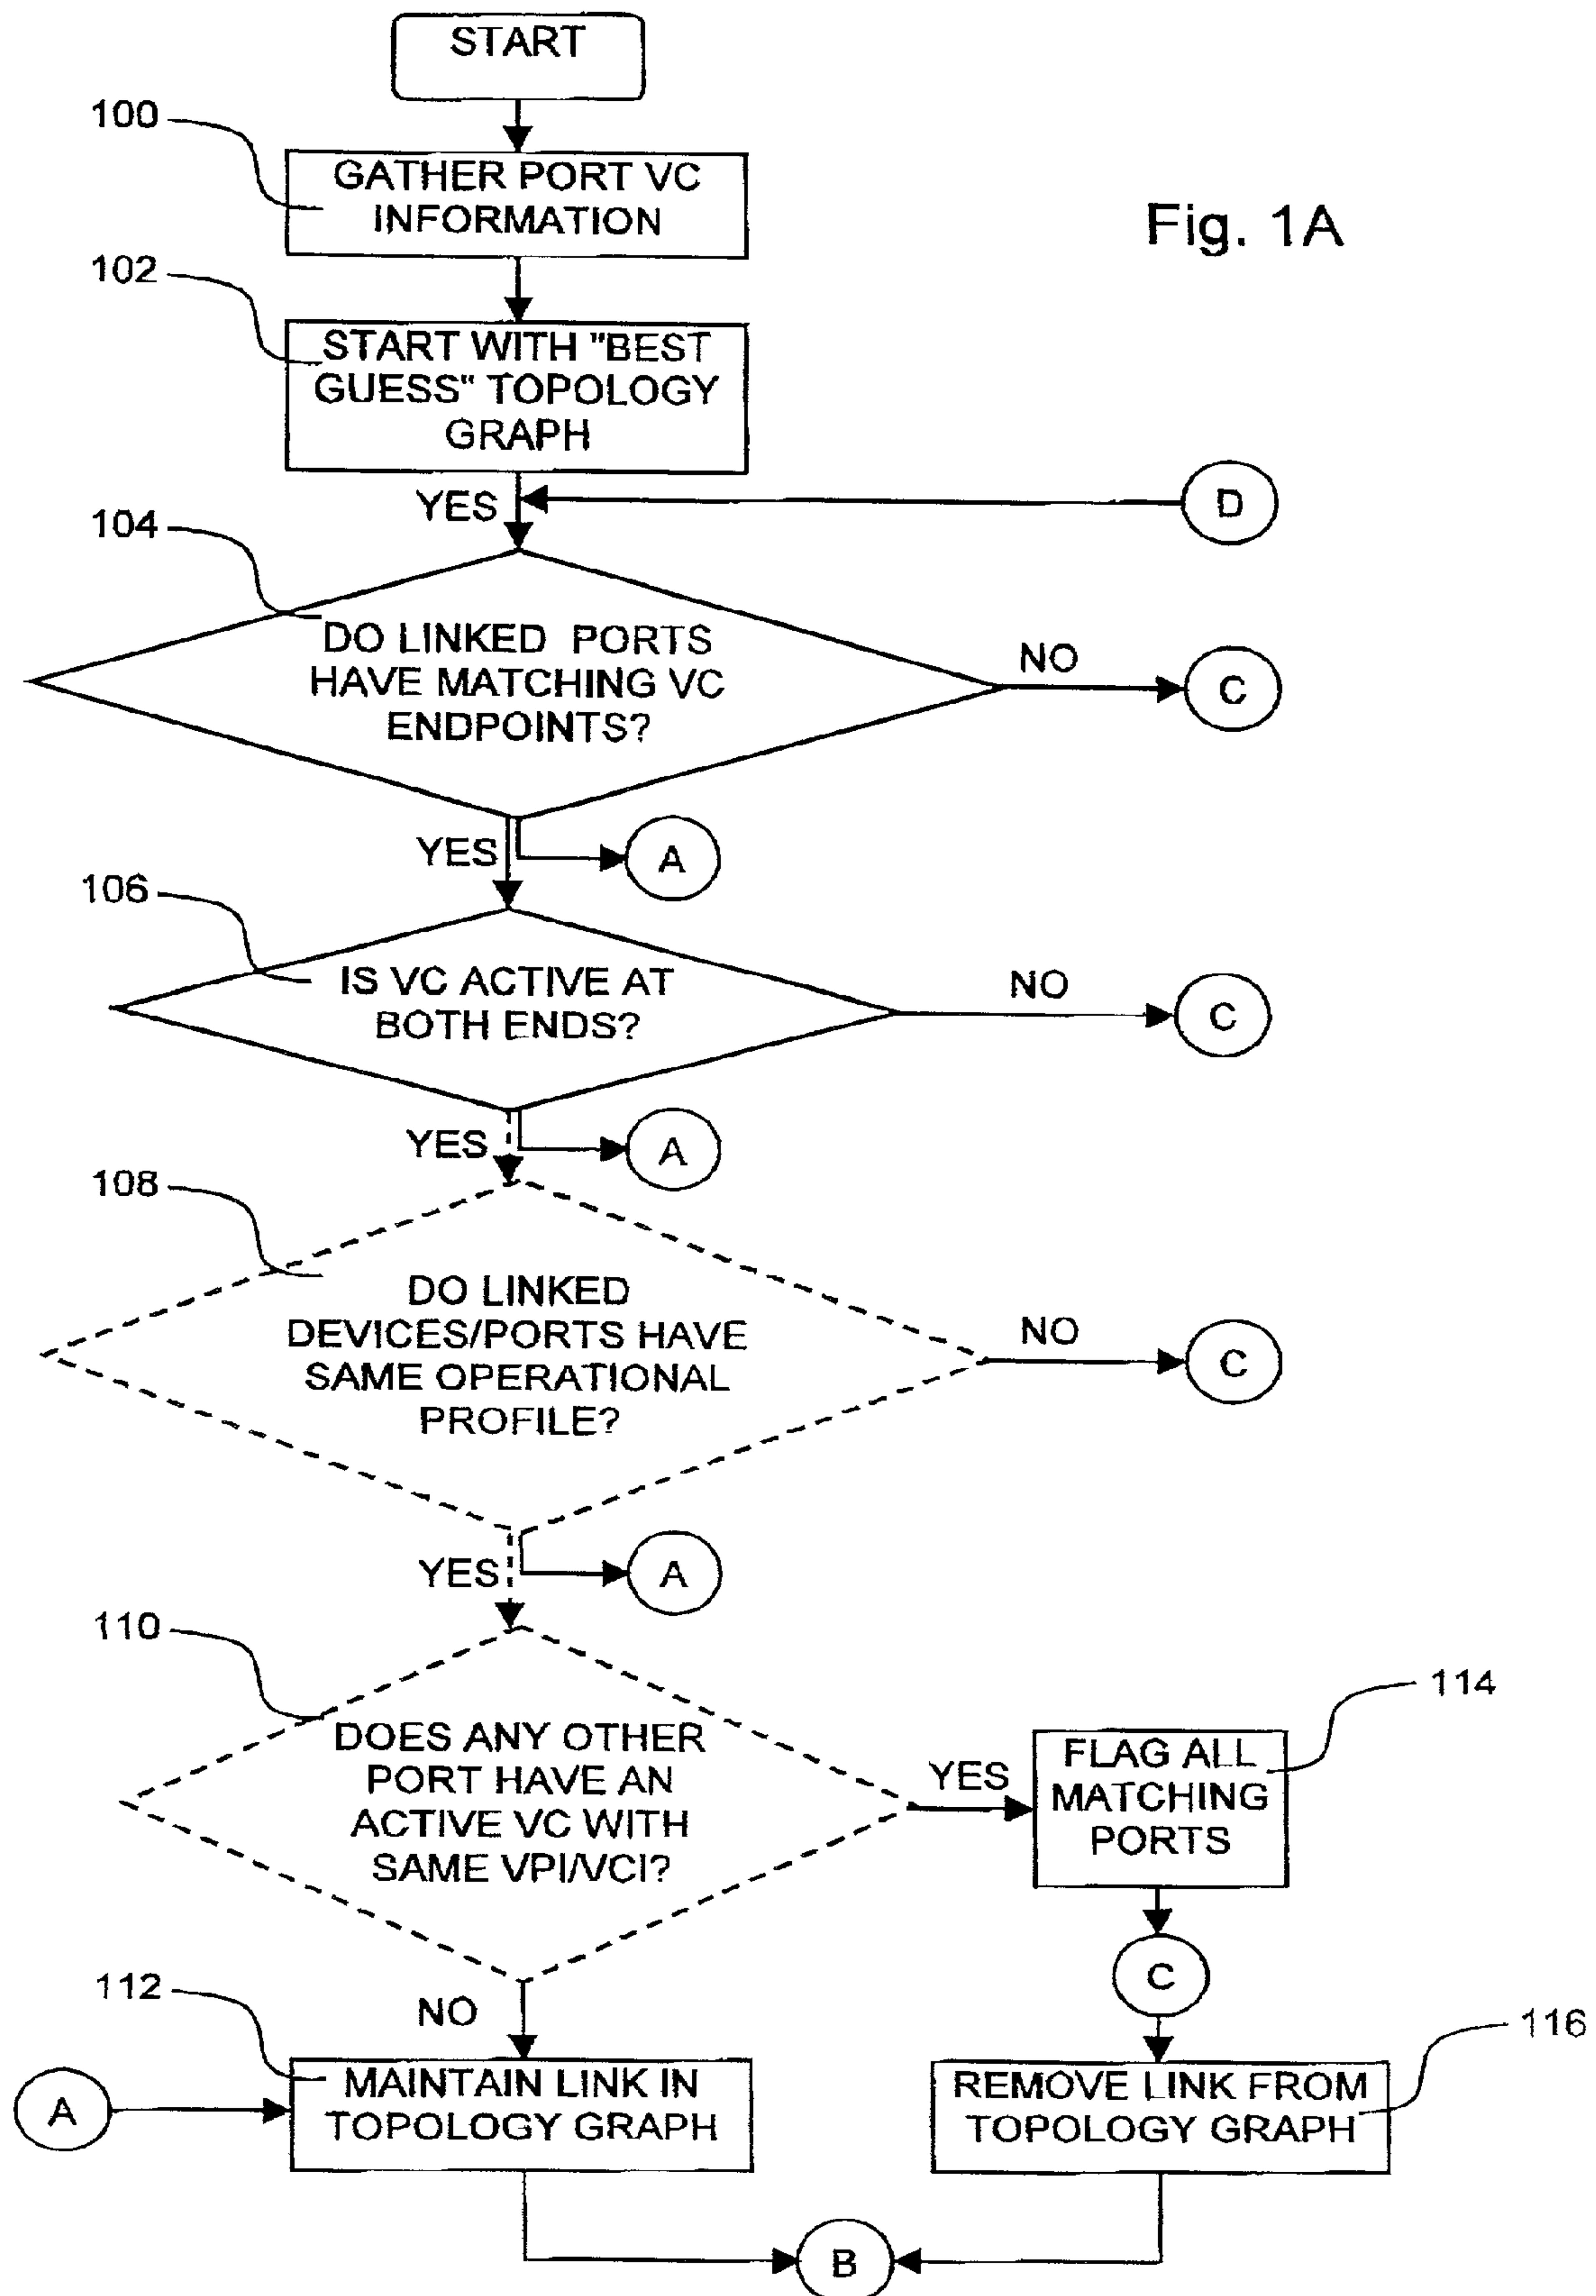 START
100
GATHER PORT VC
INFORMATION
Fig. 1A
102
START WITH "BEST
GUESS" TOPOLOGY
GRAPH
YES
D
104
DO LINKED PORTS
HAVE MATCHING VC
ENDPOINTS?
NO
C
YES
A
106
IS VC ACTIVE AT
BOTH ENDS?
NO
C
YES
A
108
DO LINKED
DEVICES/PORTS HAVE
SAME OPERATIONAL
PROFILE?
NO
C
YES
A
110
DOES ANY OTHER
PORT HAVE AN
ACTIVE VC WITH
SAME VPI/VCI?
YES
114
FLAG ALL
MATCHING
PORTS
C
112
NO
116
A
MAINTAIN LINK IN
TOPOLOGY GRAPH
REMOVE LINK FROM
TOPOLOGY GRAPH
B